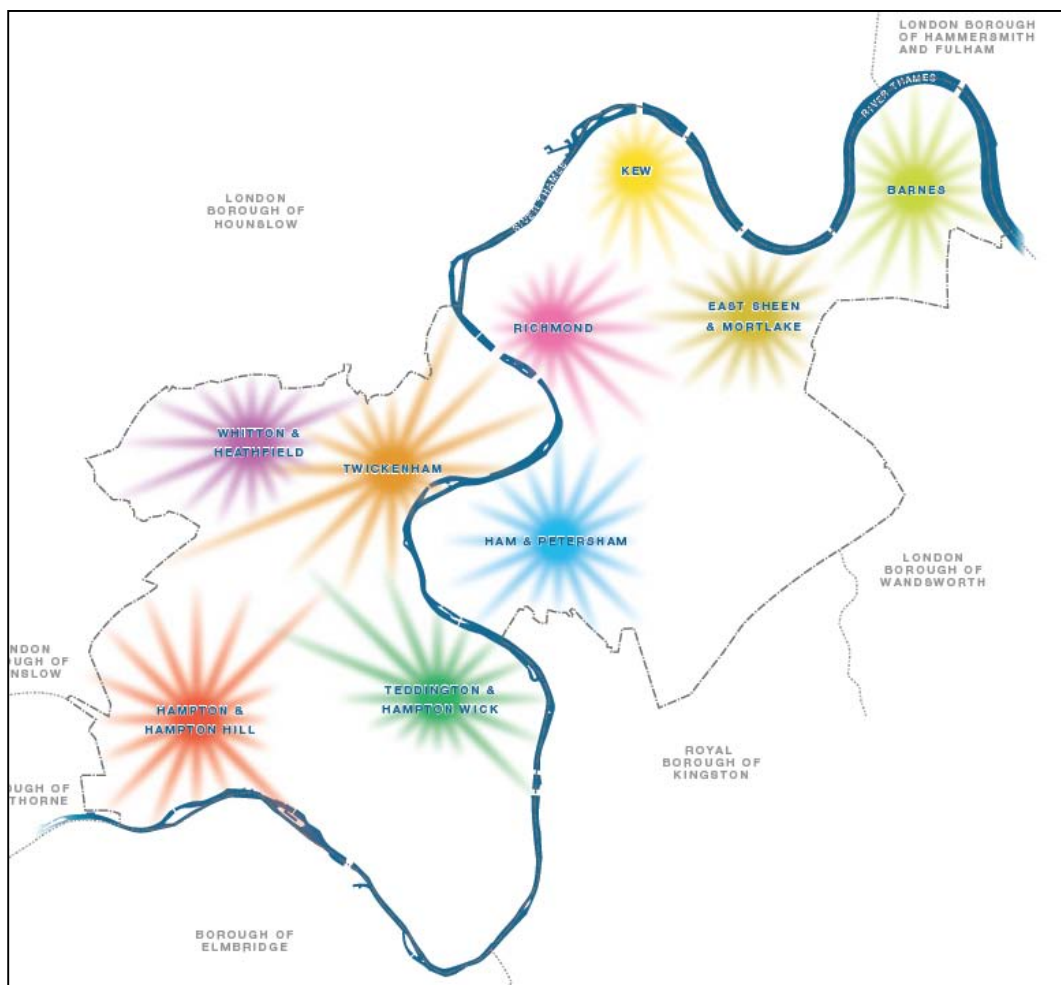 LONDON BOROUGH
OF HAMMERSMITH
AND FULHAM
RIVER THAMES
KEW
BARNES
LONDON
BOROUGH OF
HOUNSLOW
RIVER THAMES
EAST SHEEN
& MORTLAKE
RICHMOND
WHITTON &
HEATHFIELD
TWICKENHAM
HAM & PETERSHAM
LONDON
BOROUGH OF
WANDSWORTH
NDON
UGH OF
NSLOW
TEDDINGTON &
HAMPTON WICK
HAMPTON &
HAMPTON HILL
ROYAL
BOROUGH OF
KINGSTON
UGH OF
THORNE
BOROUGH OF
ELMBRIDGE